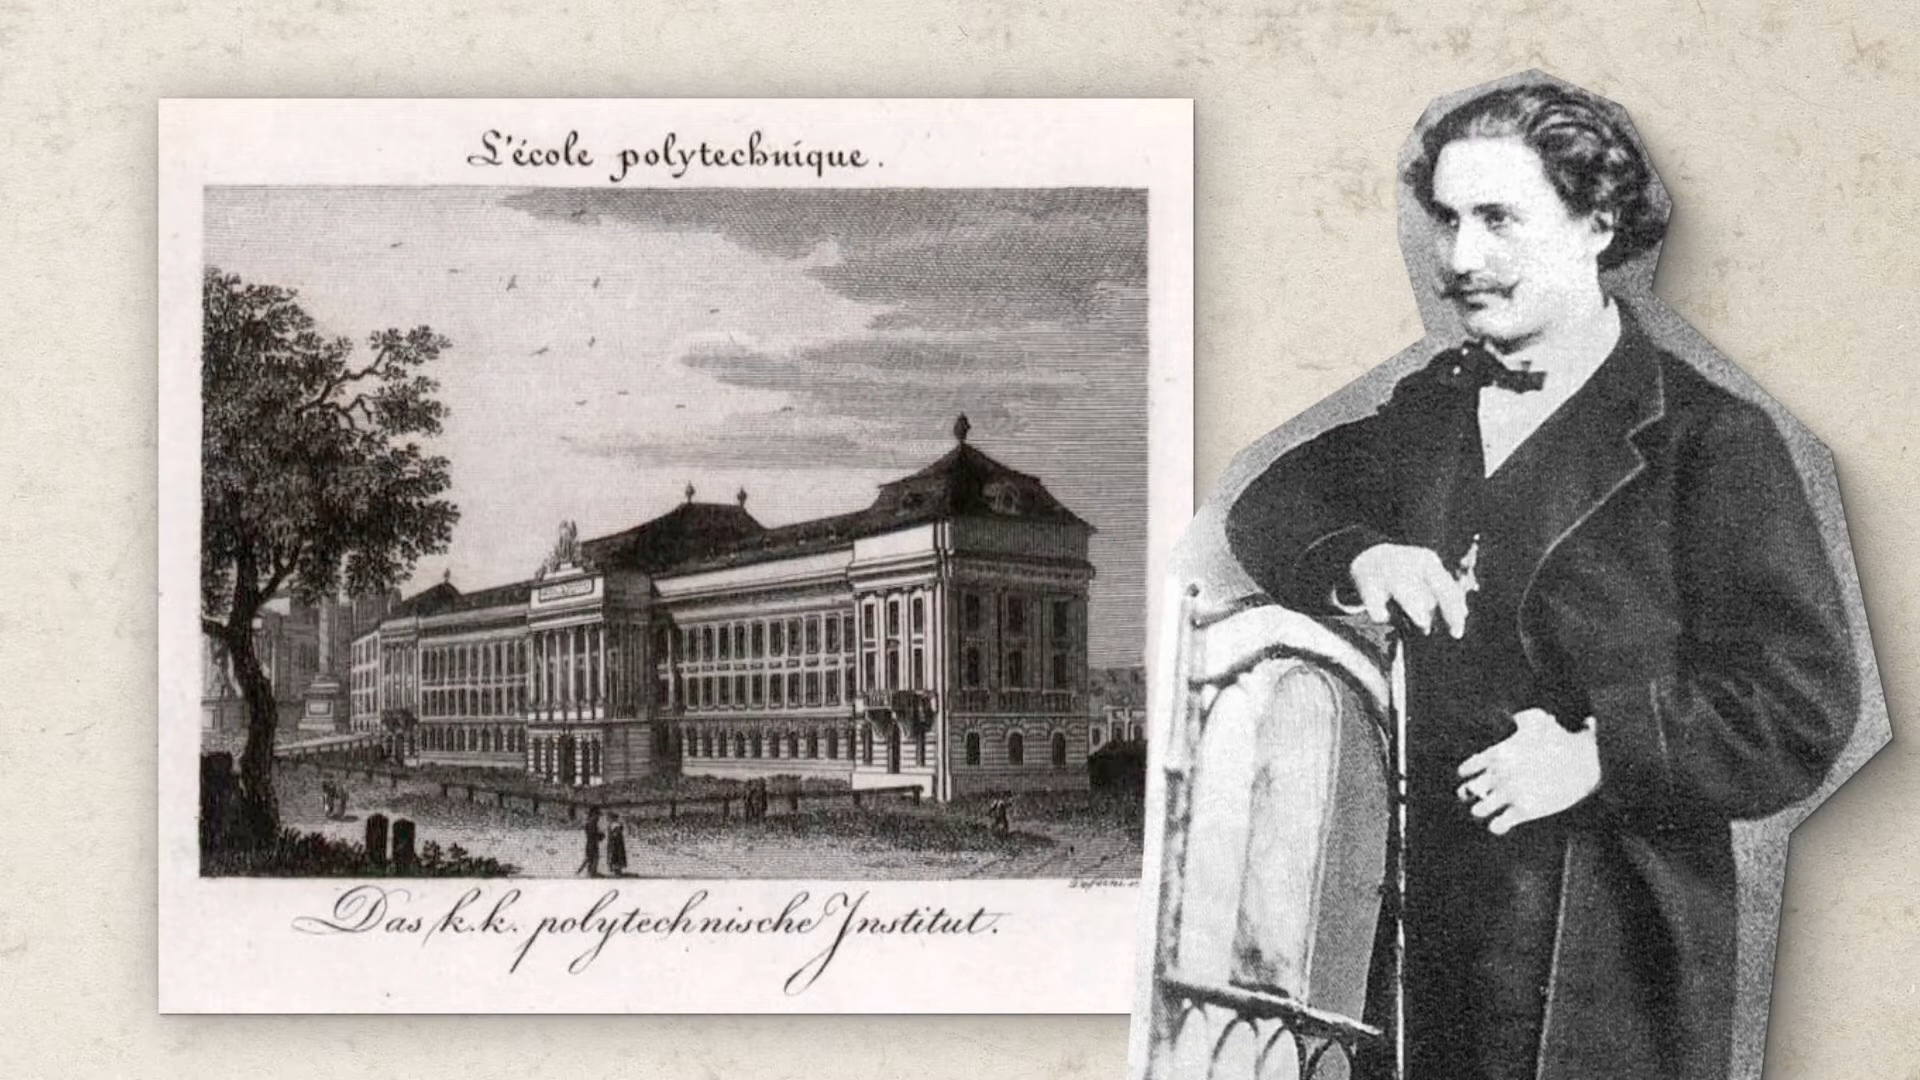 L'école polytechnique.
Das k.k. polytechnische Institut.